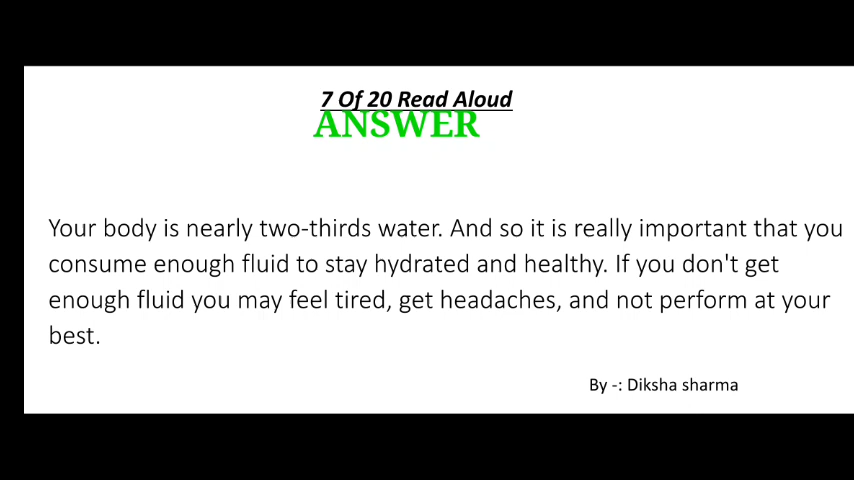 7 Of 20 Read Aloud
ANSWER
Your body is nearly two-thirds water. And so it is really important that you
consume enough fluid to stay hydrated and healthy. If you don't get
enough fluid you may feel tired, get headaches, and not perform at your
best.
By -: Diksha sharma